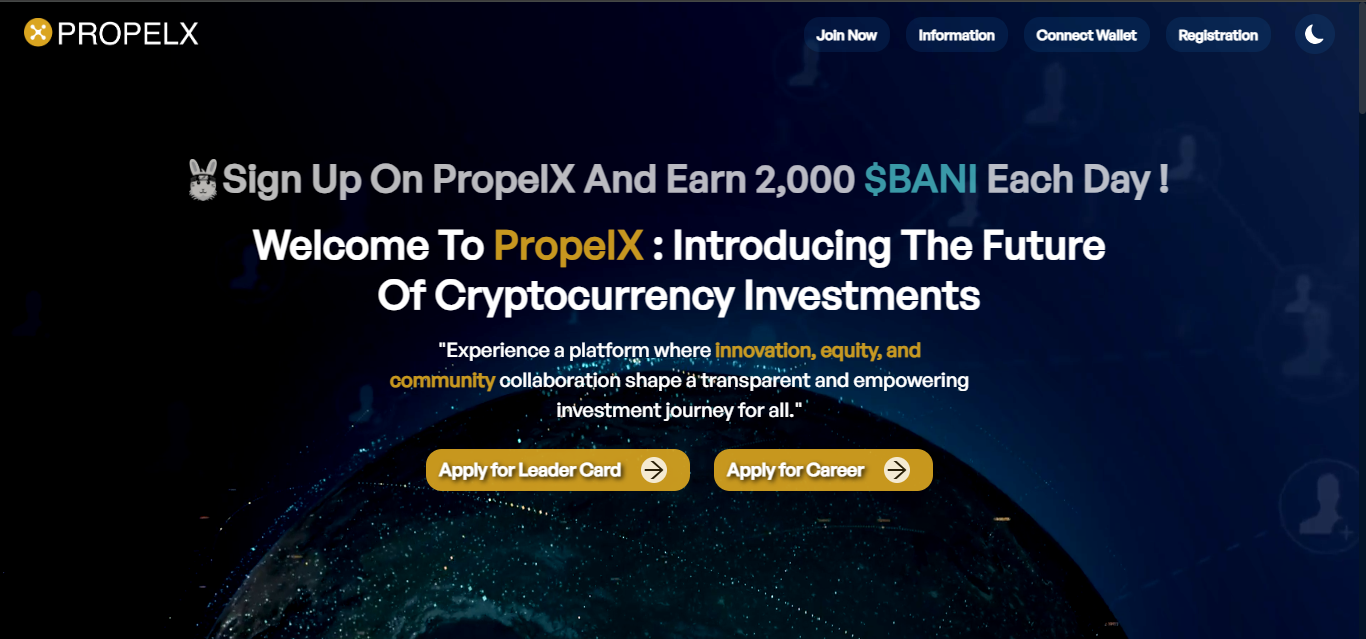 PROPELX
Join Now
Information
Connect Wallet
Registration
Sign Up On PropelX And Earn 2,000 $BANI Each Day !
Welcome To PropelX : Introducing The Future
Of Cryptocurrency Investments
"Experience a platform where innovation, equity, and
community collaboration shape a transparent and empowering
investment journey for all."
Apply for Leader Card
Apply for Career